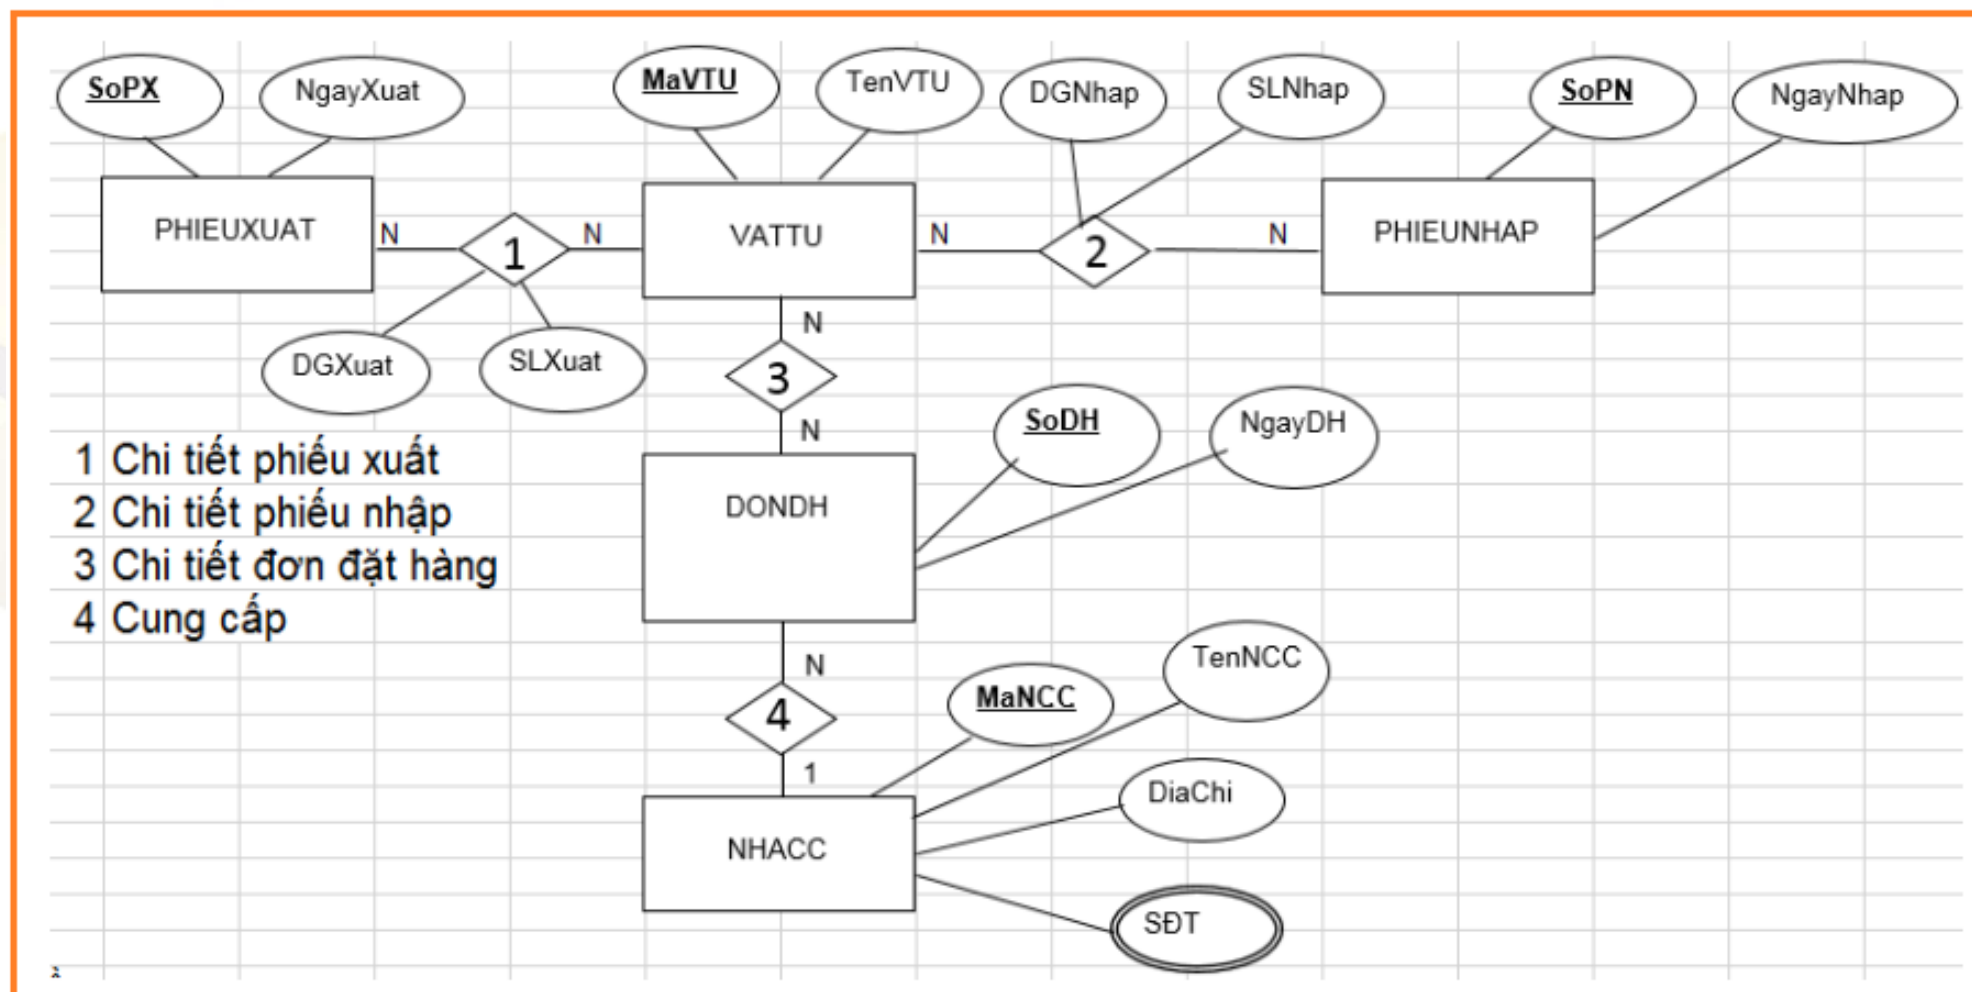 SoPX
NgayXuat
MaVTU
TenVTU
DGNhap
SLNhap
SoPN
NgayNhap
PHIEUXUAT
N
1
N
VATTU
N
2
N
PHIEUNHAP
DGXuat
SLXuat
N
3
N
SoDH
NgayDH
DONDH
1 Chi tiết phiếu xuất
2 Chi tiết phiếu nhập
3 Chi tiết đơn đặt hàng
4 Cung cấp
N
4
1
MaNCC
TenNCC
DiaChi
NHACC
SĐT